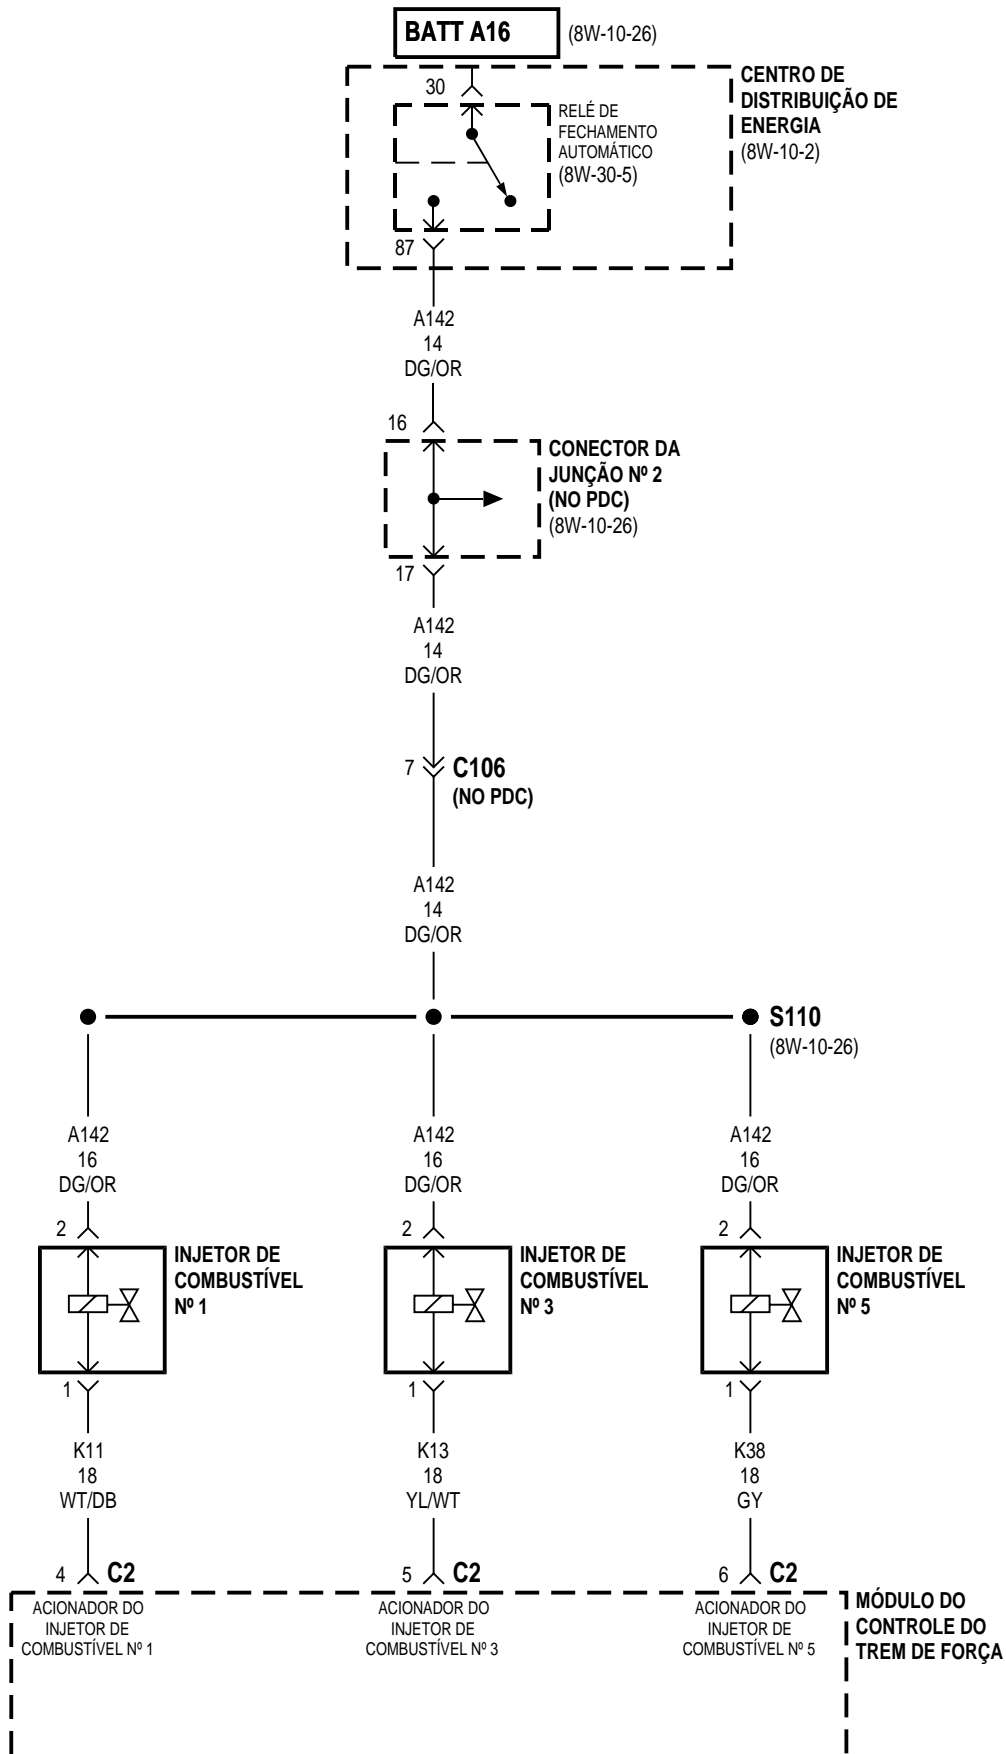 BATT A16
(8W-10-26)
CENTRO DE
DISTRIBUIÇÃO DE
ENERGIA
(8W-10-2)
30
RELÉ DE
FECHAMENTO
AUTOMÁTICO
(8W-30-5)
87
A142
14
DG/OR
16
CONECTOR DA
JUNÇÃO Nº 2
(NO PDC)
(8W-10-26)
17
A142
14
DG/OR
7
C106
(NO PDC)
A142
14
DG/OR
S110
(8W-10-26)
A142
16
DG/OR
A142
16
DG/OR
A142
16
DG/OR
2
INJETOR DE
COMBUSTÍVEL
Nº 1
1
2
INJETOR DE
COMBUSTÍVEL
Nº 3
1
2
INJETOR DE
COMBUSTÍVEL
Nº 5
1
K11
18
WT/DB
K13
18
YL/WT
K38
18
GY
4 C2
5 C2
6 C2
ACIONADOR DO
INJETOR DE
COMBUSTÍVEL Nº 1
ACIONADOR DO
INJETOR DE
COMBUSTÍVEL Nº 3
ACIONADOR DO
INJETOR DE
COMBUSTÍVEL Nº 5
MÓDULO DO
CONTROLE DO
TREM DE FORÇA